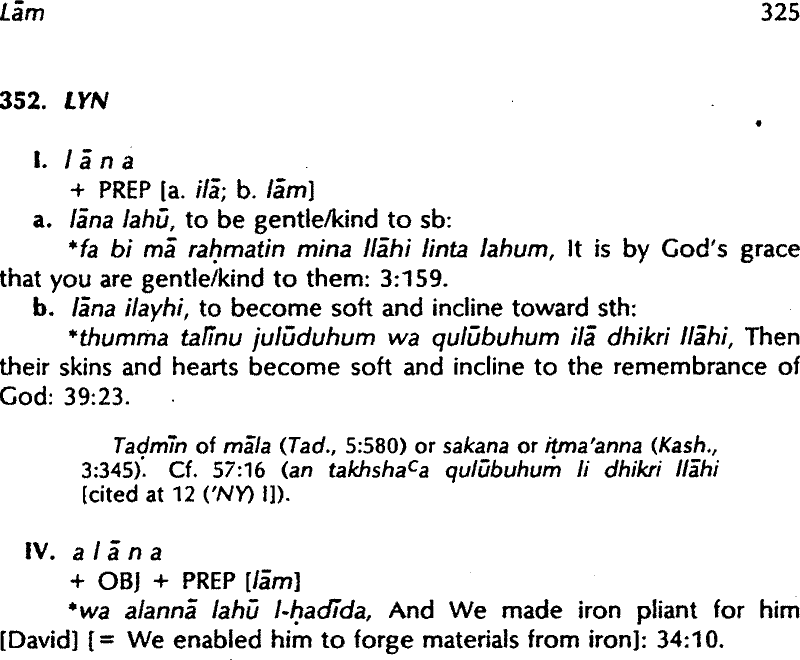 Lām 325
352. LYN
I. l ā n a
+ PREP [a. ilā; b. lām]
a. lāna lahū, to be gentle/kind to sb:
*fa bi mā raḥmatin mina llāhi linta lahum, It is by God's grace
that you are gentle/kind to them: 3:159.
b. lāna ilayhi, to become soft and incline toward sth:
*thumma talīnu julūduhum wa qulūbuhum ilā dhikri llāhi, Then
their skins and hearts become soft and incline to the remembrance of
God: 39:23.
Taḍmīn of māla (Tad., 5:580) or sakana or iṭma'anna (Kash.,
3:345). Cf. 57:16 (an takhshaᶜa qulūbuhum li dhikri llāhi
[cited at 12 ('NY) I]).
IV. a l ā n a
+ OBJ + PREP [lām]
*wa alannā lahū l-ḥadīda, And We made iron pliant for him
[David] [= We enabled him to forge materials from iron]: 34:10.